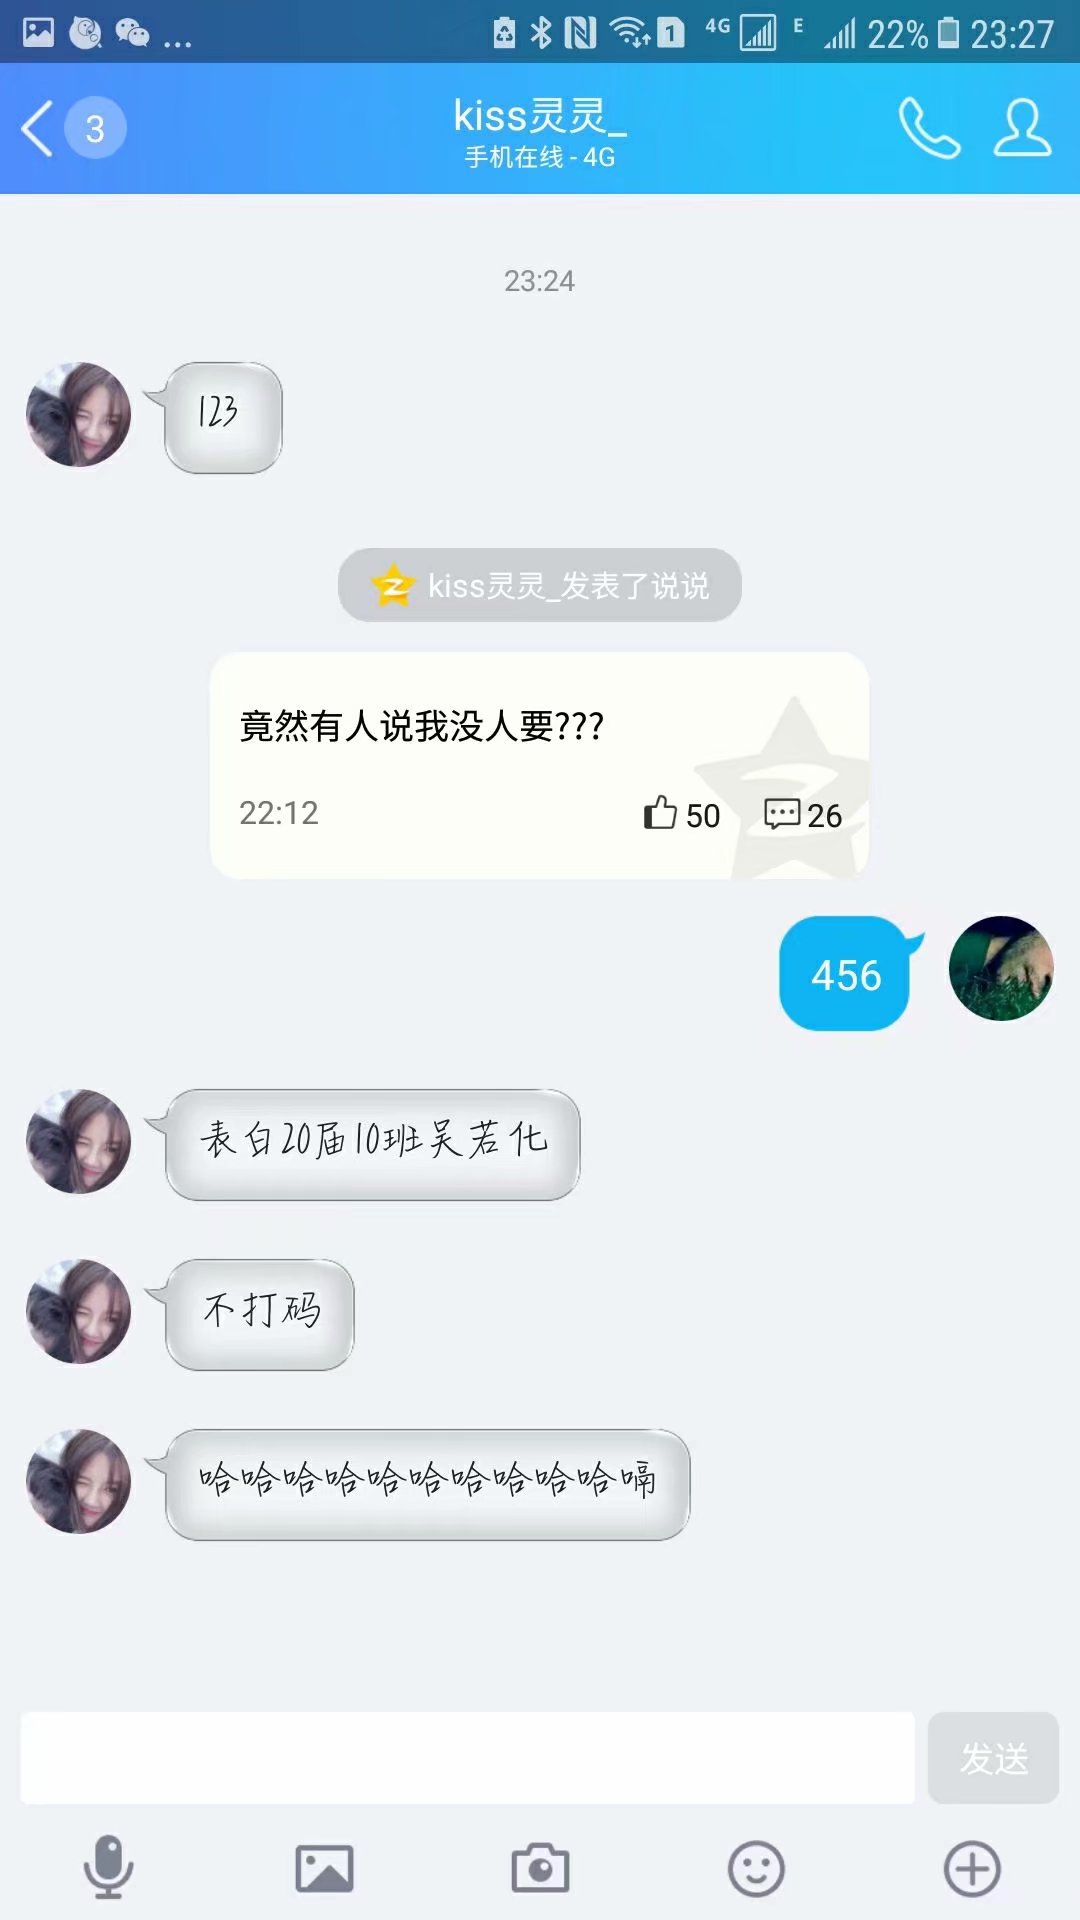 4G
E
22%
23:27
3
kiss灵灵_
手机在线 - 4G
23:24
123
kiss灵灵_发表了说说
竟然有人说我没人要???
22:12
50
26
456
表白20届10班吴若化
不打码
哈哈哈哈哈哈哈哈哈哈嗝
发送